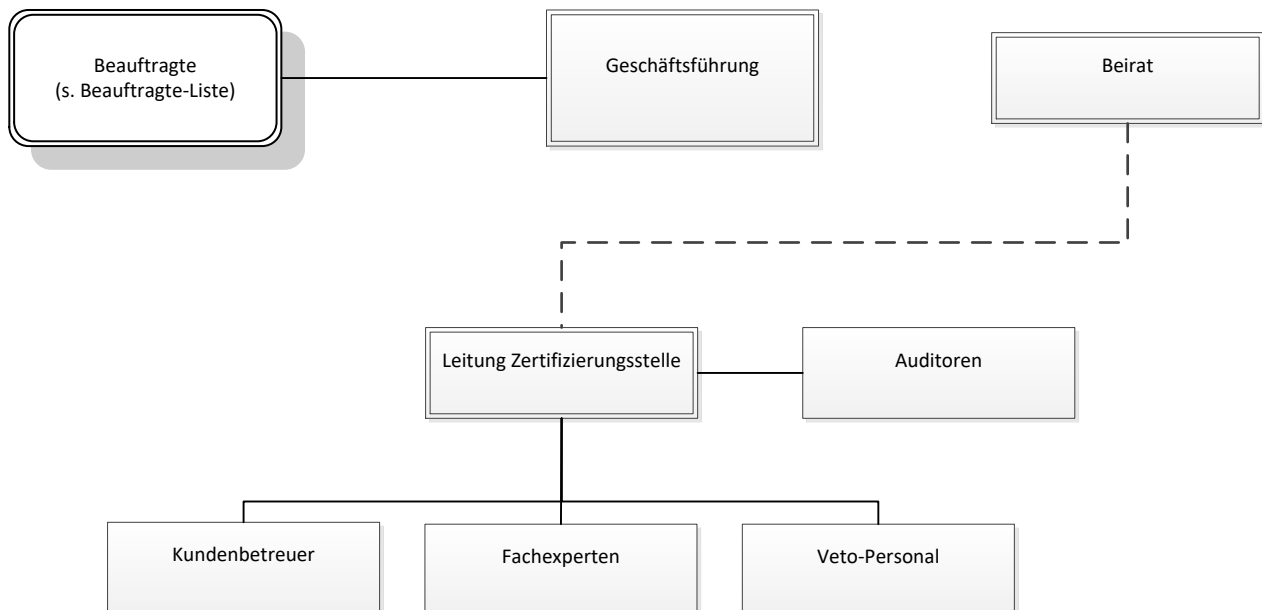 Beauftragte
(s. Beauftragte-Liste)
Geschäftsführung
Beirat
Leitung Zertifizierungsstelle
Auditoren
Kundenbetreuer
Fachexperten
Veto-Personal